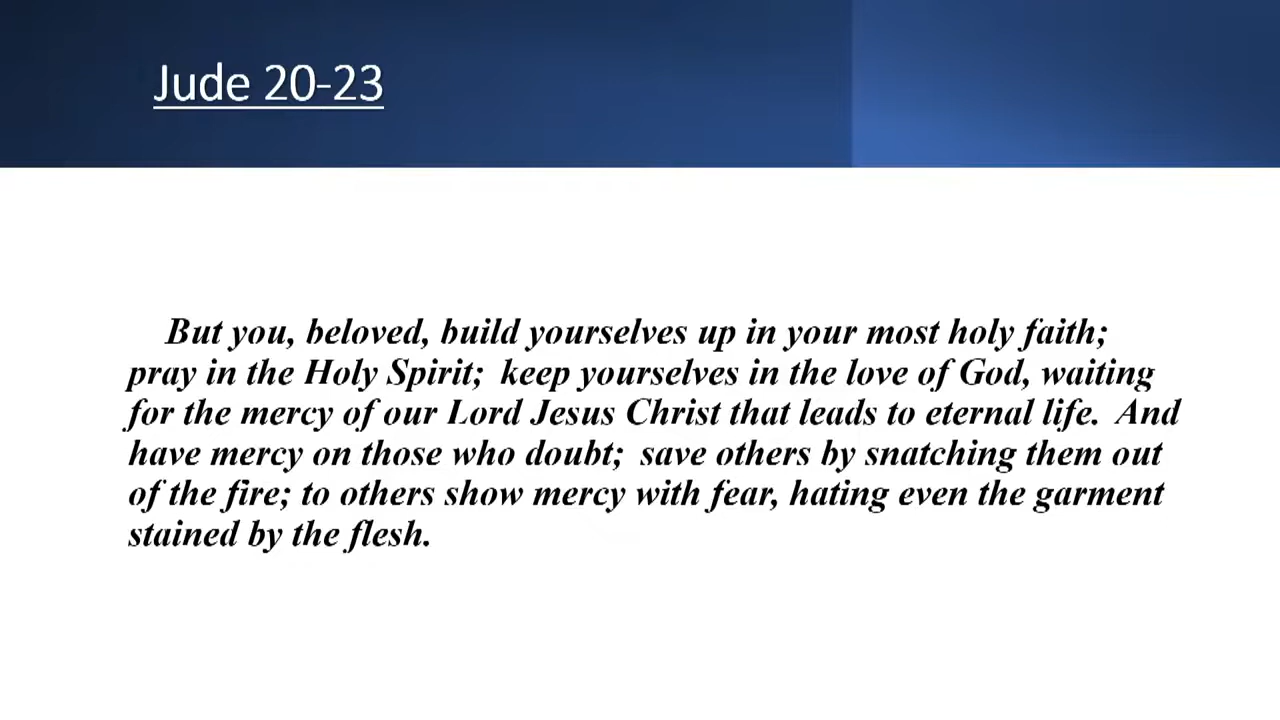 Jude 20-23
But you, beloved, build yourselves up in your most holy faith;
pray in the Holy Spirit;  keep yourselves in the love of God, waiting
for the mercy of our Lord Jesus Christ that leads to eternal life.  And
have mercy on those who doubt;  save others by snatching them out
of the fire; to others show mercy with fear, hating even the garment
stained by the flesh.